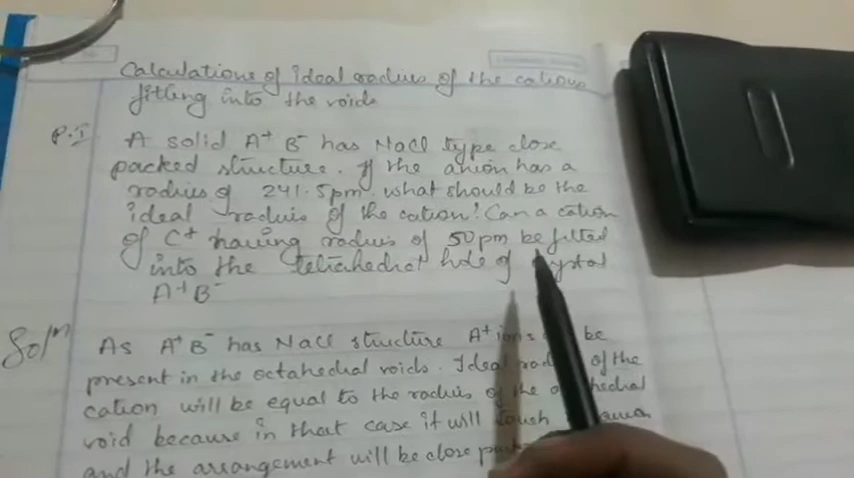 Calculations of ideal radius of the cations
fitting into the voids
P.I A solid A+ B- has NaCl type close
packed structure. If the anion has a
radius of 241.5pm. what should be the
ideal radius of the cation? Can a cation
of C+ having radius of 50pm be fitted
into the tetrahedral hole of
A+B-
Soln As A+B- has NaCl structure A+ be
present in the octahedral voids. Ideal of the
cation will be equal to the radius of the
void because in that case it will touch
and the arrangement will be close